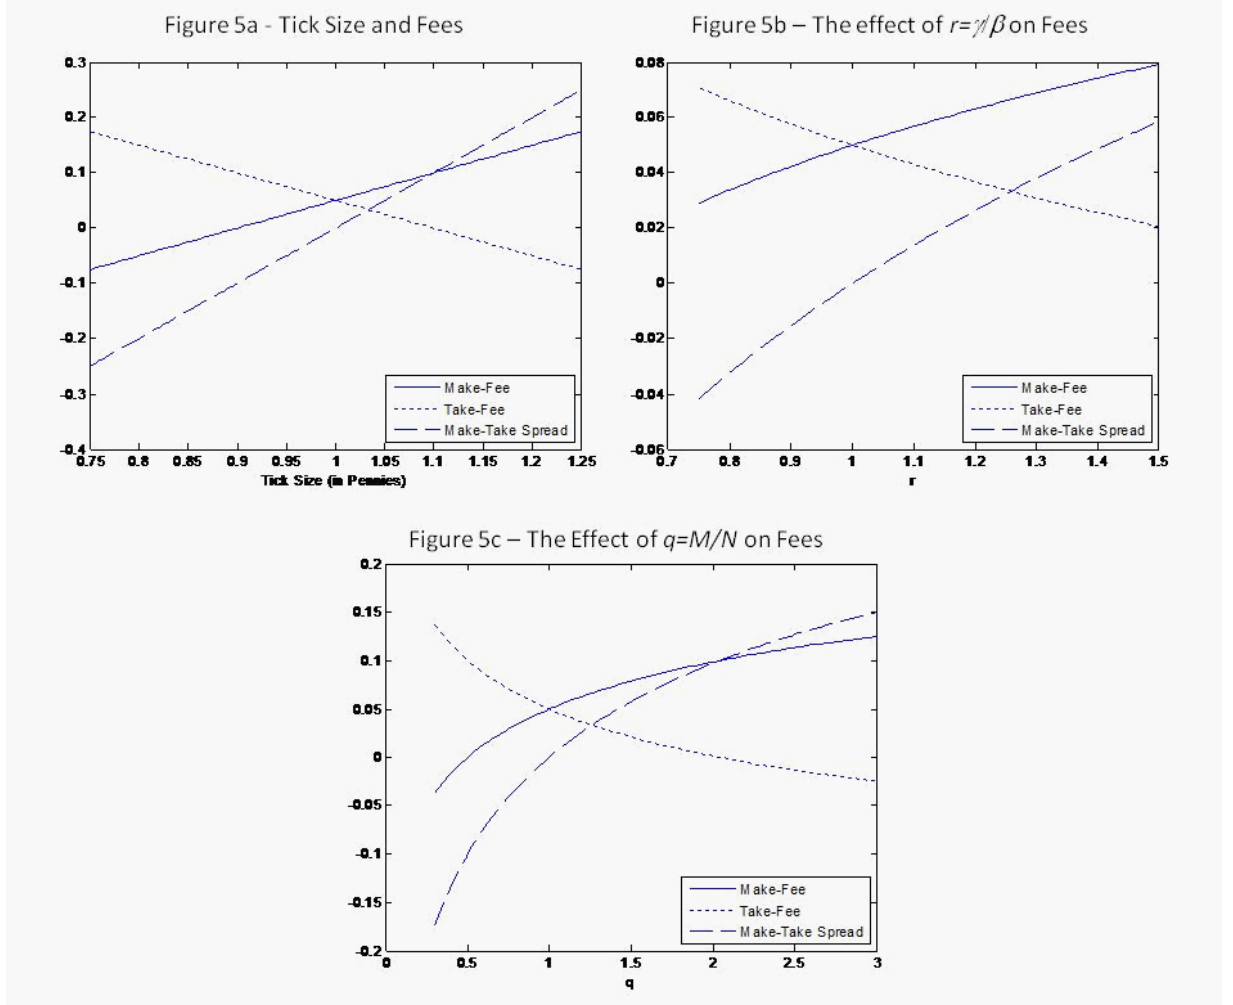 Figure 5a - Tick Size and Fees
0.3
0.2
0.1
0
-0.1
-0.2
-0.3
-0.4
Make-Fee
Take-Fee
Make-Take Spread
0.75 0.8 0.85 0.9 0.95 1 1.05 1.1 1.15 1.2 1.25
Tick Size (in Pennies)
Figure 5b – The effect of r=γ/β on Fees
0.08
0.06
0.04
0.02
0
-0.02
-0.04
-0.06
Make-Fee
Take-Fee
Make-Take Spread
0.7 0.8 0.9 1 1.1 1.2 1.3 1.4 1.5
r
Figure 5c – The Effect of q=M/N on Fees
0.2
0.15
0.1
0.05
0
-0.05
-0.1
-0.15
-0.2
Make-Fee
Take-Fee
Make-Take Spread
0 0.5 1 1.5 2 2.5 3
q